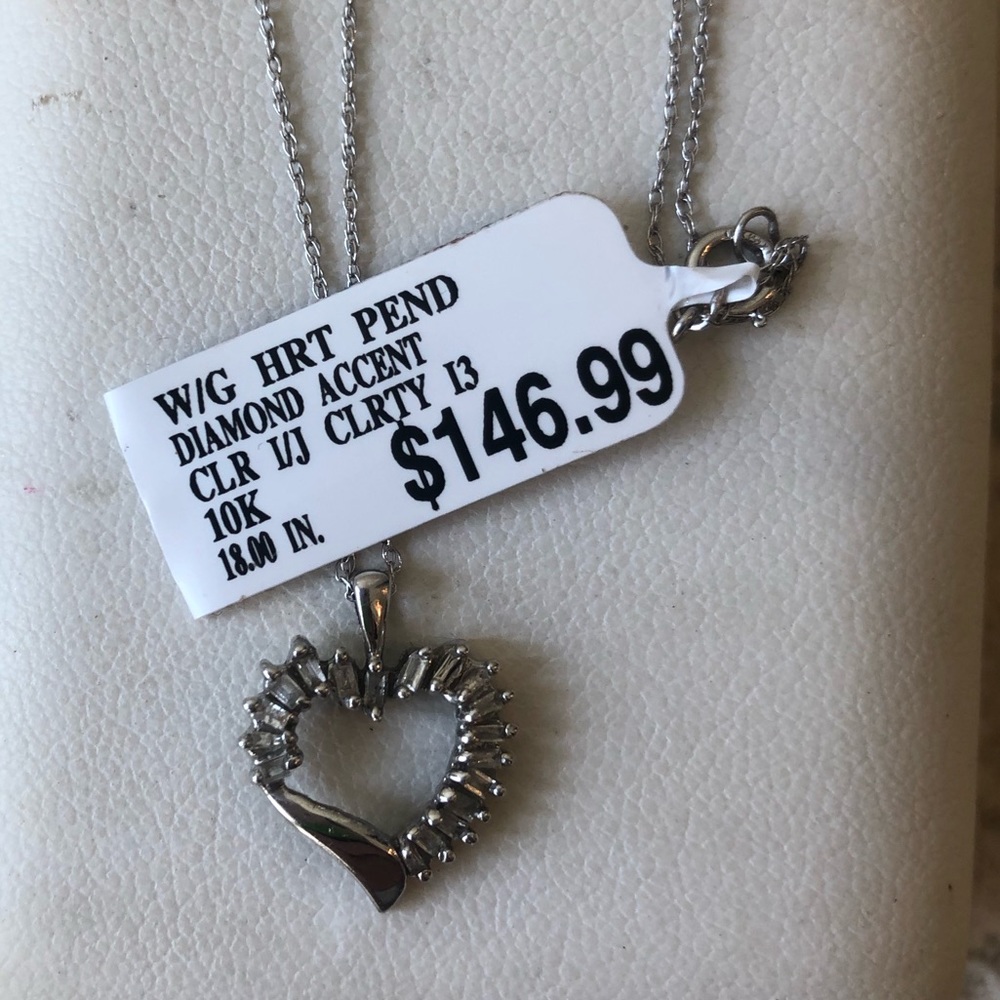 W/G HRT PEND
DIAMOND ACCENT
CLR I/J CLRTY I3
10K
$146.99
18.00 IN.